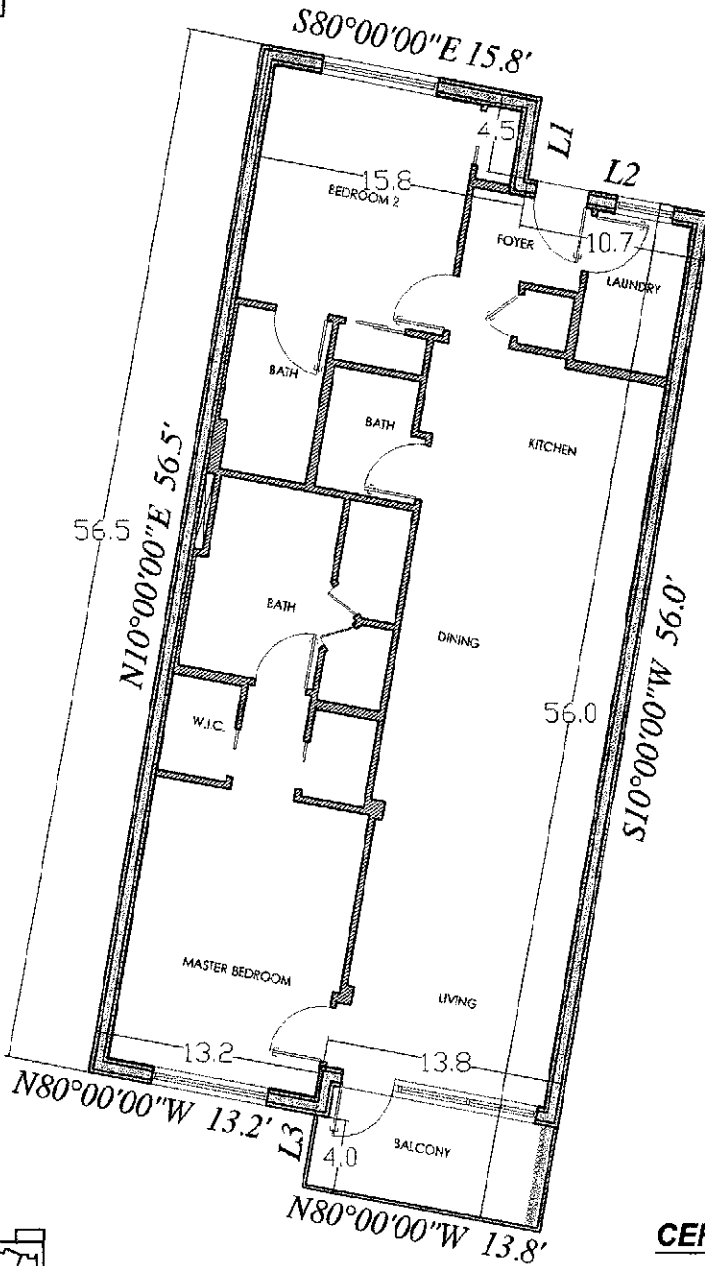 S80°00'00"E 15.8'
4.5
L1
L2
15.8
BEDROOM 2
FOYER
10.7
LAUNDRY
BATH
BATH
KITCHEN
N10°00'00"E 56.5'
56.5
BATH
DINING
S10°00'00"W 56.0'
56.0
W.I.C.
MASTER BEDROOM
LIVING
13.2
13.8
N80°00'00"W 13.2'
L3
4.0
BALCONY
N80°00'00"W 13.8'